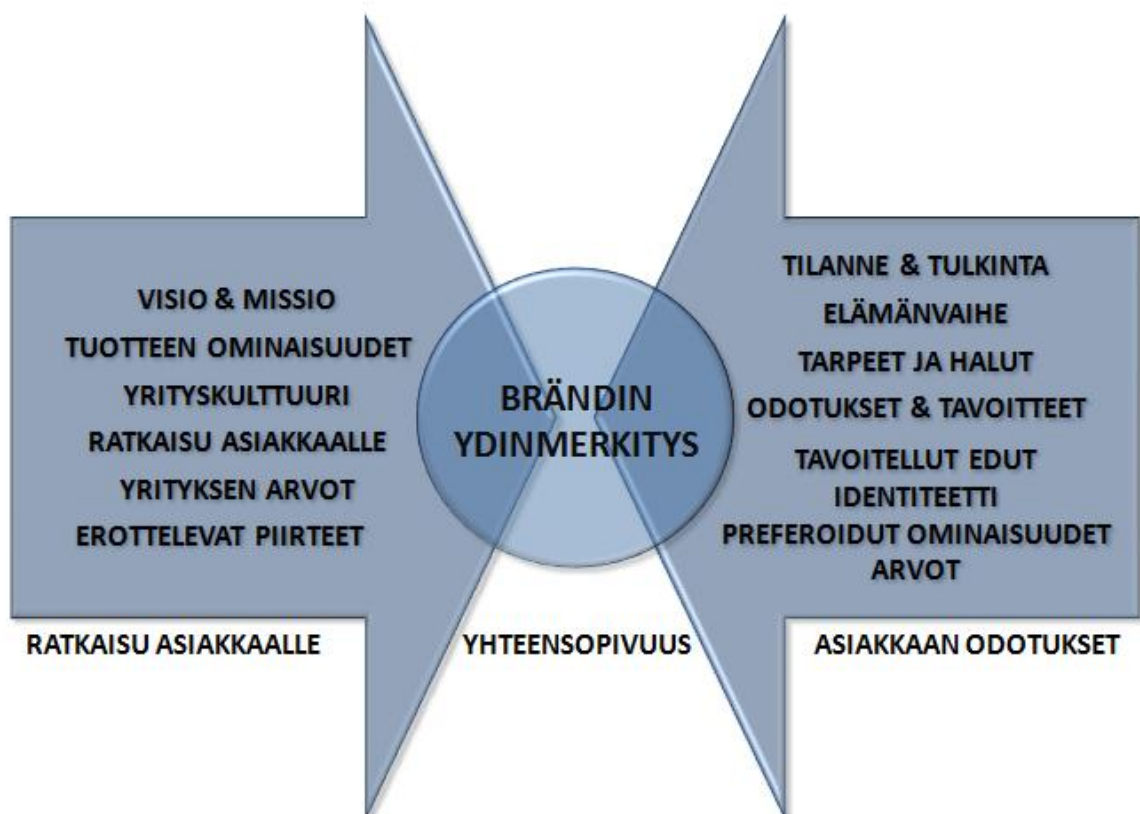 VISIO & MISSIO
TUOTTEEN OMINAISUUDET
YRITYSKULTTUURI
RATKAISU ASIAKKAALLE
YRITYKSEN ARVOT
EROTTELEVAT PIIRTEET
BRÄNDIN
YDINMERKITYS
TILANNE & TULKINTA
ELÄMÄNVAIHE
TARPEET JA HALUT
ODOTUKSET & TAVOITTEET
TAVOITELLUT EDUT
IDENTITEETTI
PREFEROIDUT OMINAISUUDET
ARVOT
RATKAISU ASIAKKAALLE
YHTEENSOPIVUUS
ASIAKKAAN ODOTUKSET